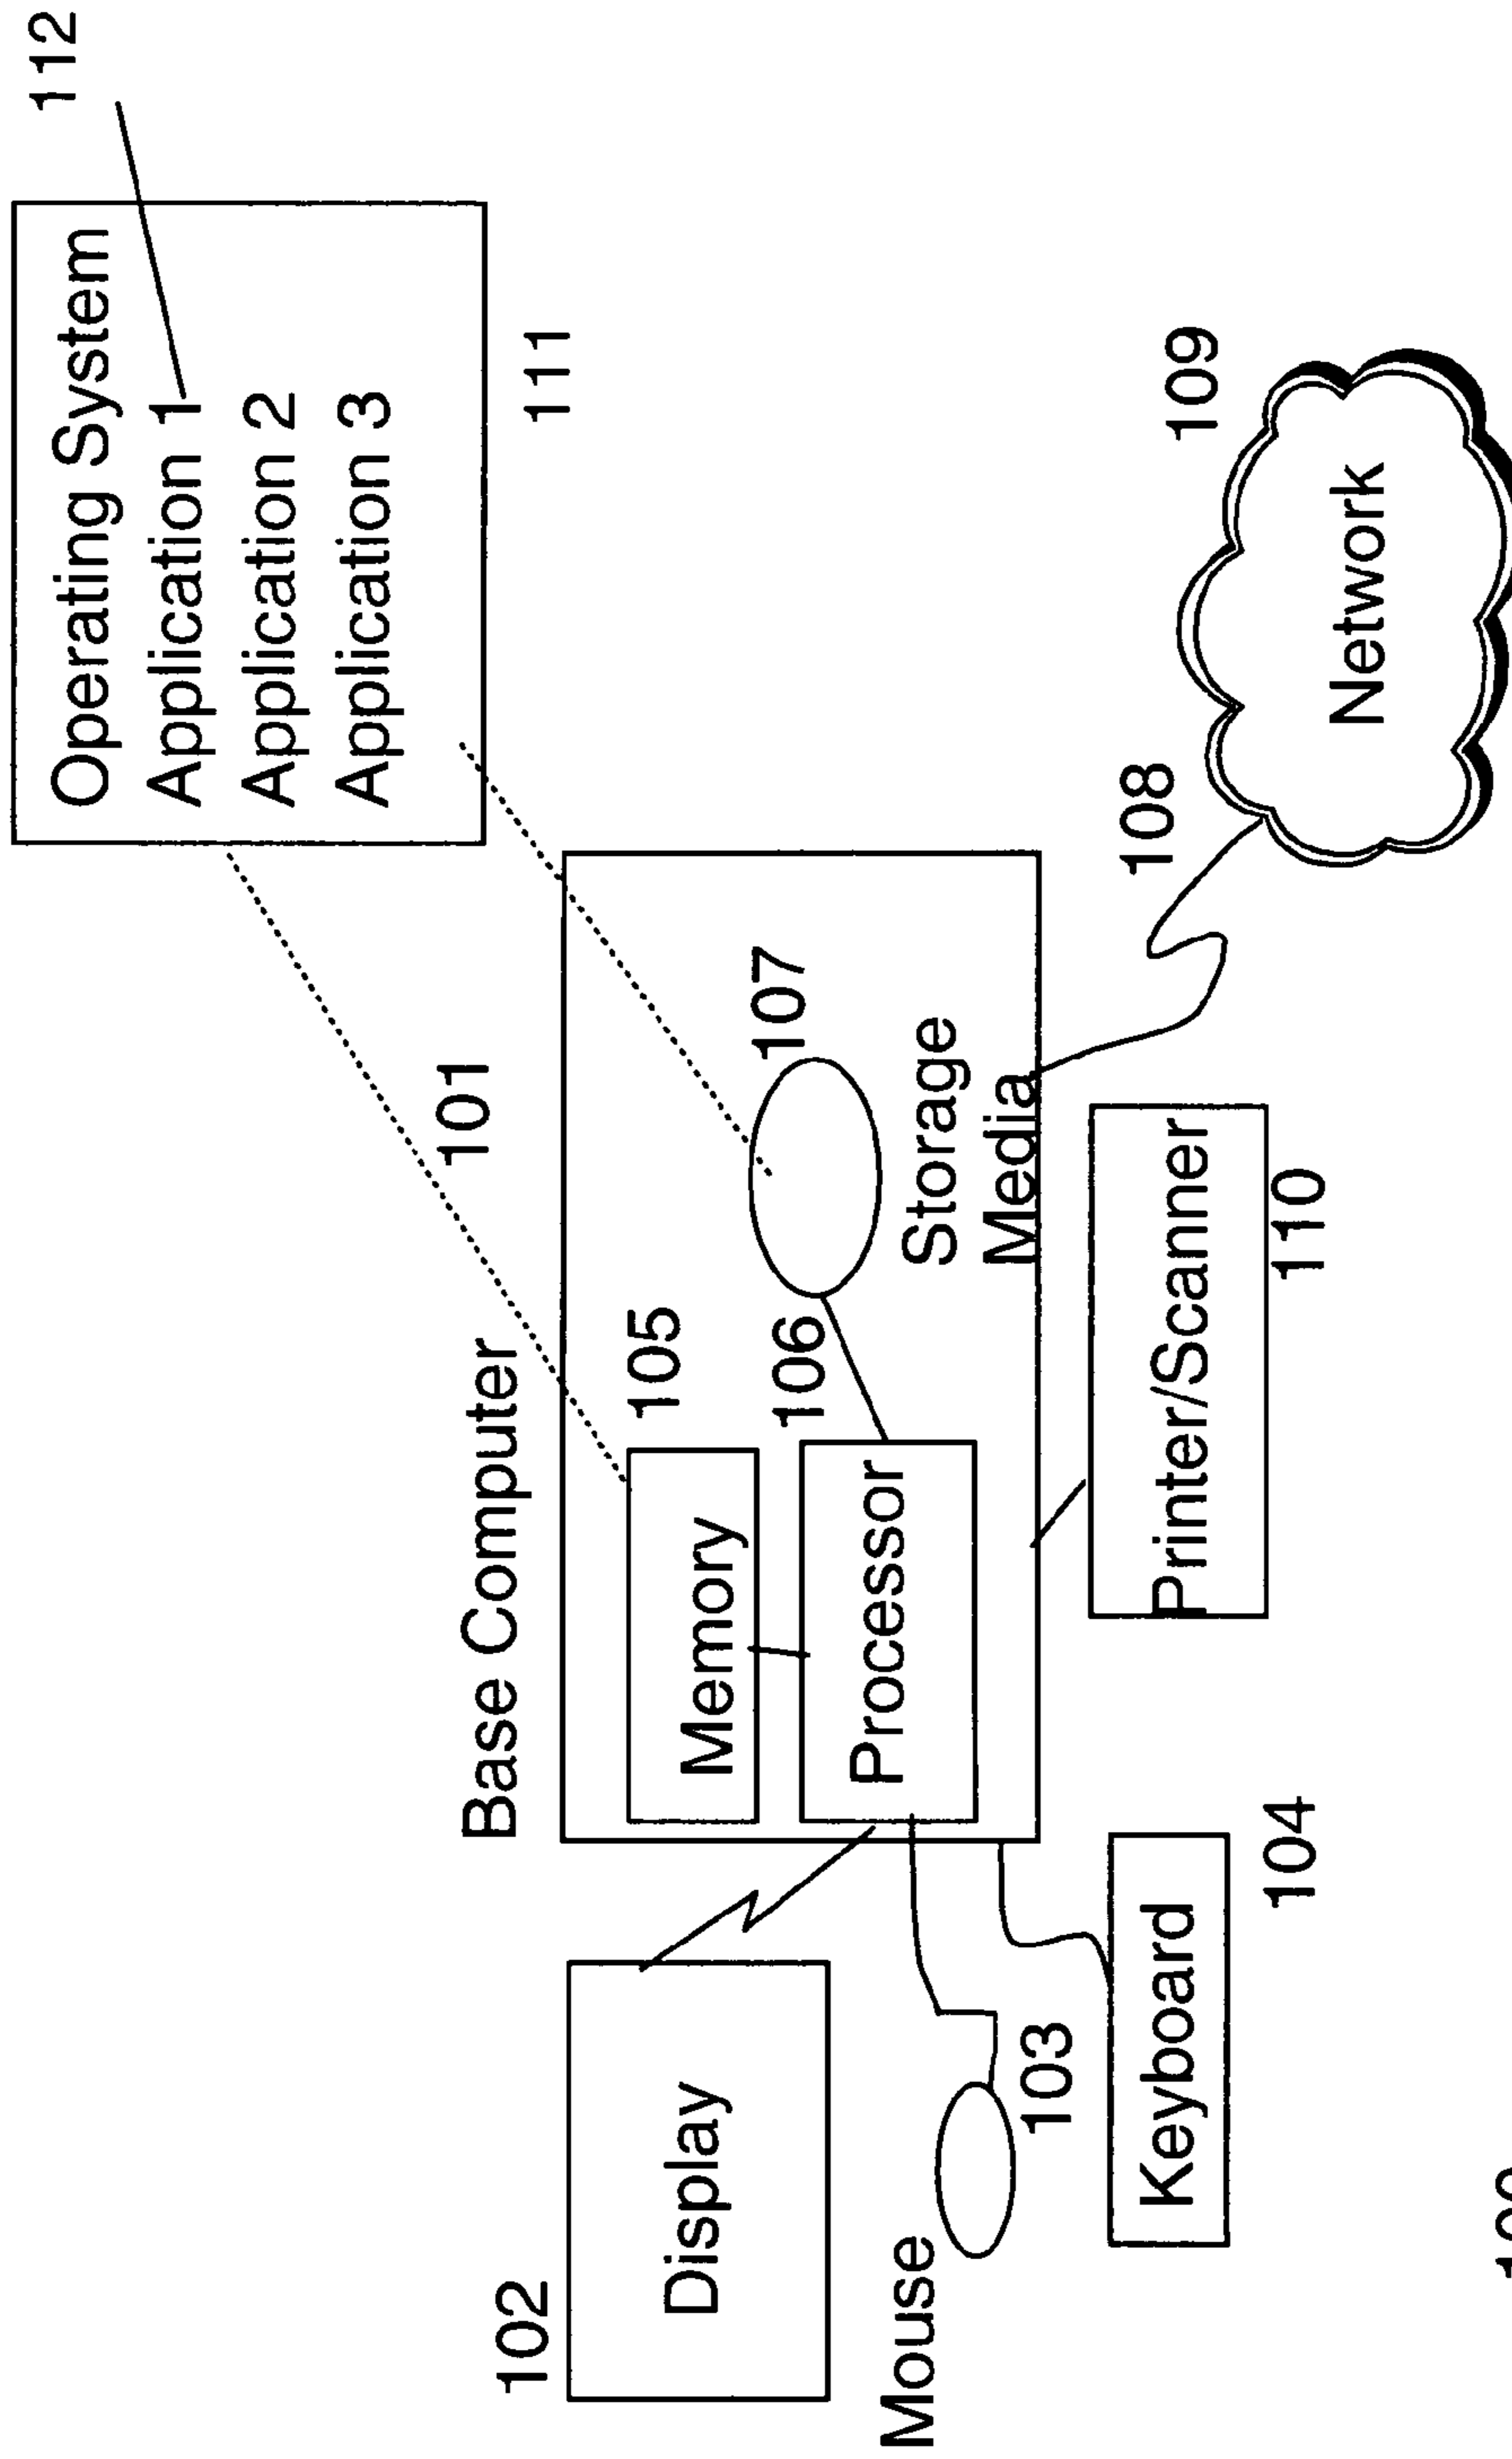 112
Operating System
Application 1
Application 2
Application 3
111
101
Base Computer
105
Memory
106
Processor
107
Storage
Media
102
Display
Mouse
103
Keyboard
104
Printer/Scanner
110
108
109
Network